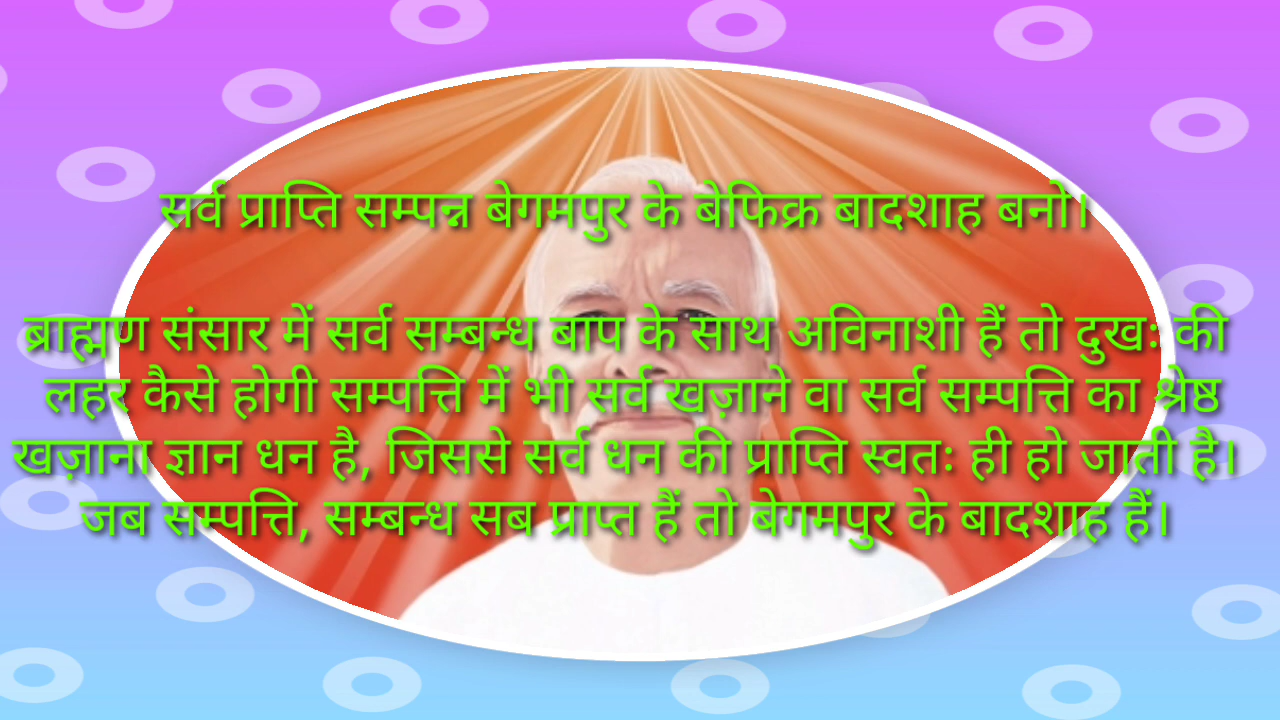 सर्व प्राप्ति सम्पन्न बेगमपुर के बेफिक्र बादशाह बनो।
ब्राह्मण संसार में सर्व सम्बन्ध बाप के साथ अविनाशी हैं तो दुखः की
लहर कैसे होगी सम्पत्ति में भी सर्व खज़ाने वा सर्व सम्पत्ति का श्रेष्ठ
खज़ाना ज्ञान धन है, जिससे सर्व धन की प्राप्ति स्वतः ही हो जाती है।
जब सम्पत्ति, सम्बन्ध सब प्राप्त हैं तो बेगमपुर के बादशाह हैं।